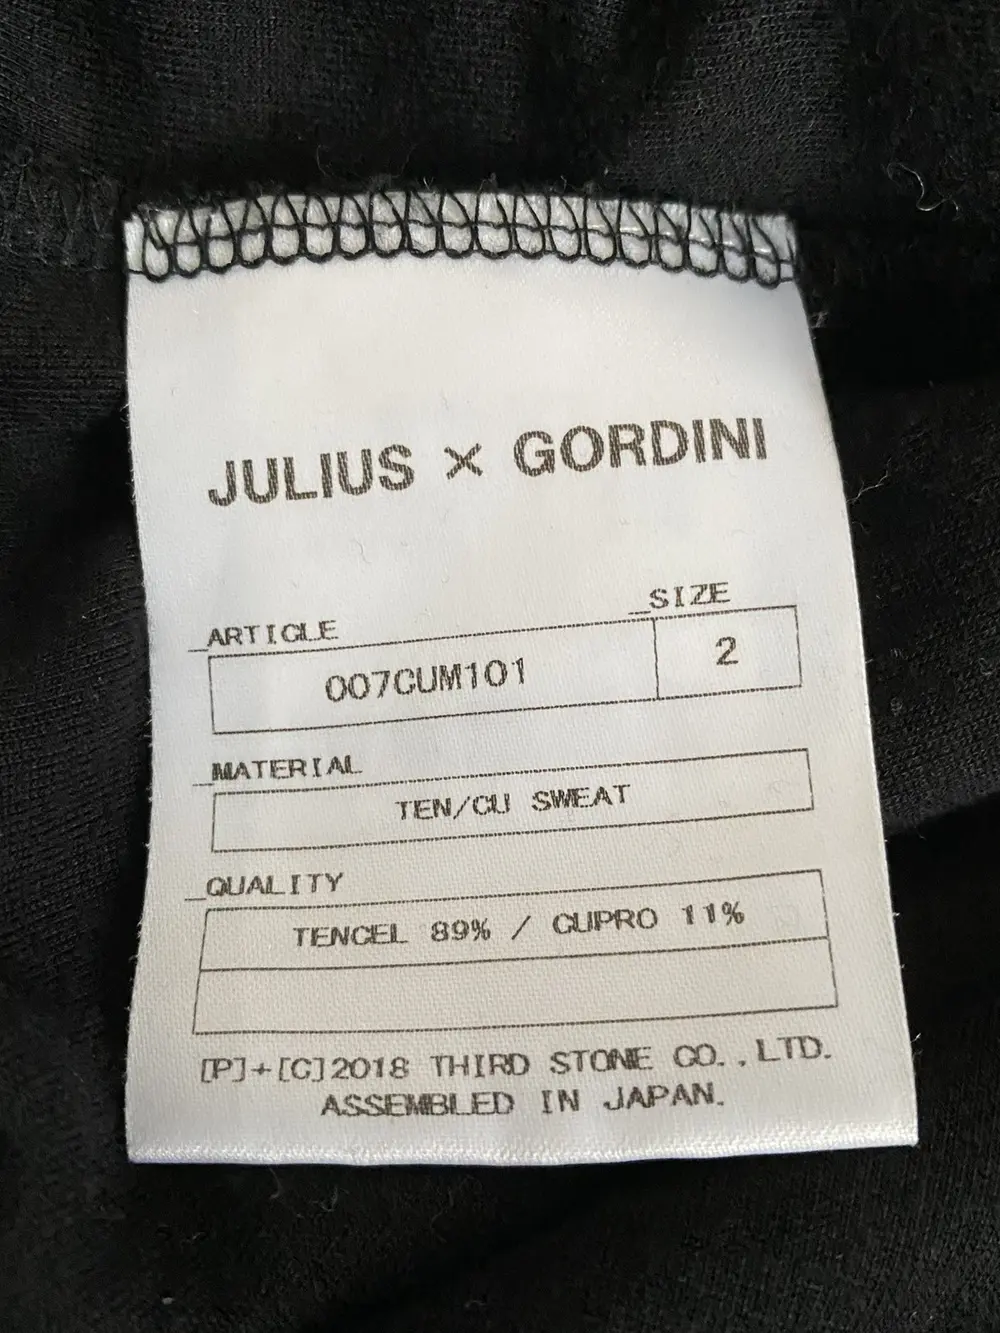 JULIUS × GORDINI
_ARTICLE _SIZE
007CUM101 2
_MATERIAL
TEN/CU SWEAT
_QUALITY
TENCEL 89% / CUPRO 11%
[P]+[C]2018 THIRD STONE CO.,LTD.
ASSEMBLED IN JAPAN.